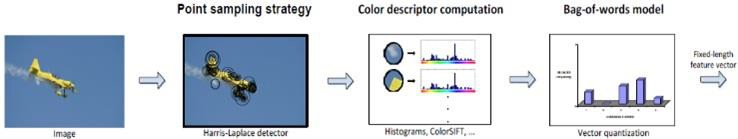 Point sampling strategy
Color descriptor computation
Bag-of-words model
Fixed-length
feature vector
Image
Harris-Laplace detector
Histograms, ColorSIFT, ...
Vector quantization